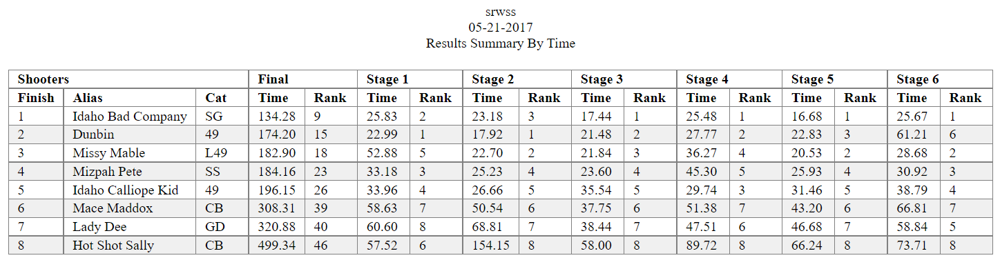 srwss
05-21-2017
Results Summary By Time
Shooters Final Stage 1 Stage 2 Stage 3 Stage 4 Stage 5 Stage 6
Finish Alias Cat Time Rank Time Rank Time Rank Time Rank Time Rank Time Rank Time Rank
1 Idaho Bad Company SG 134.28 9 25.83 2 23.18 3 17.44 1 25.48 1 16.68 1 25.67 1
2 Dunbin 49 174.20 15 22.99 1 17.92 1 21.48 2 27.77 2 22.83 3 61.21 6
3 Missy Mable L49 182.90 18 52.88 5 22.70 2 21.84 3 36.27 4 20.53 2 28.68 2
4 Mizpah Pete SS 184.16 23 33.18 3 25.23 4 23.60 4 45.30 5 25.93 4 30.92 3
5 Idaho Calliope Kid 49 196.15 26 33.96 4 26.66 5 35.54 5 29.74 3 31.46 5 38.79 4
6 Mace Maddox CB 308.31 39 58.63 7 50.54 6 37.75 6 51.38 7 43.20 6 66.81 7
7 Lady Dee GD 320.88 40 60.60 8 68.81 7 38.44 7 47.51 6 46.68 7 58.84 5
8 Hot Shot Sally CB 499.34 46 57.52 6 154.15 8 58.00 8 89.72 8 66.24 8 73.71 8